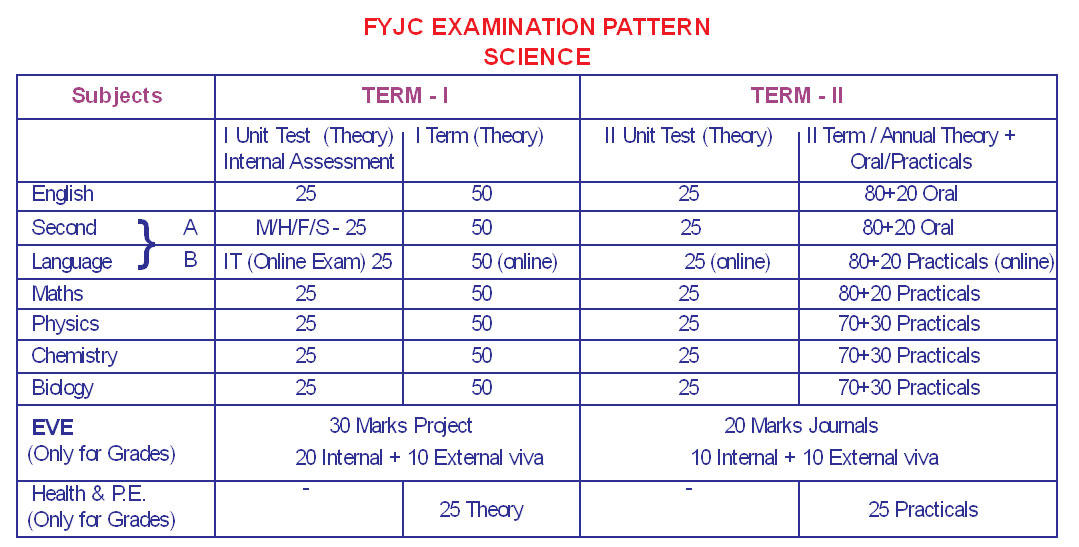 FYJC EXAMINATION PATTERN
SCIENCE
Subjects TERM - I TERM - II
I Unit Test (Theory) I Term (Theory) II Unit Test (Theory) II Term / Annual Theory +
Internal Assessment Oral/Practicals
English 25 50 25 80+20 Oral
Second } A M/H/F/S - 25 50 25 80+20 Oral
Language B IT (Online Exam) 25 50 (online) 25 (online) 80+20 Practicals (online)
Maths 25 50 25 80+20 Practicals
Physics 25 50 25 70+30 Practicals
Chemistry 25 50 25 70+30 Practicals
Biology 25 50 25 70+30 Practicals
EVE 30 Marks Project 20 Marks Journals
(Only for Grades) 20 Internal + 10 External viva 10 Internal + 10 External viva
Health & P.E. - -
(Only for Grades) 25 Theory 25 Practicals